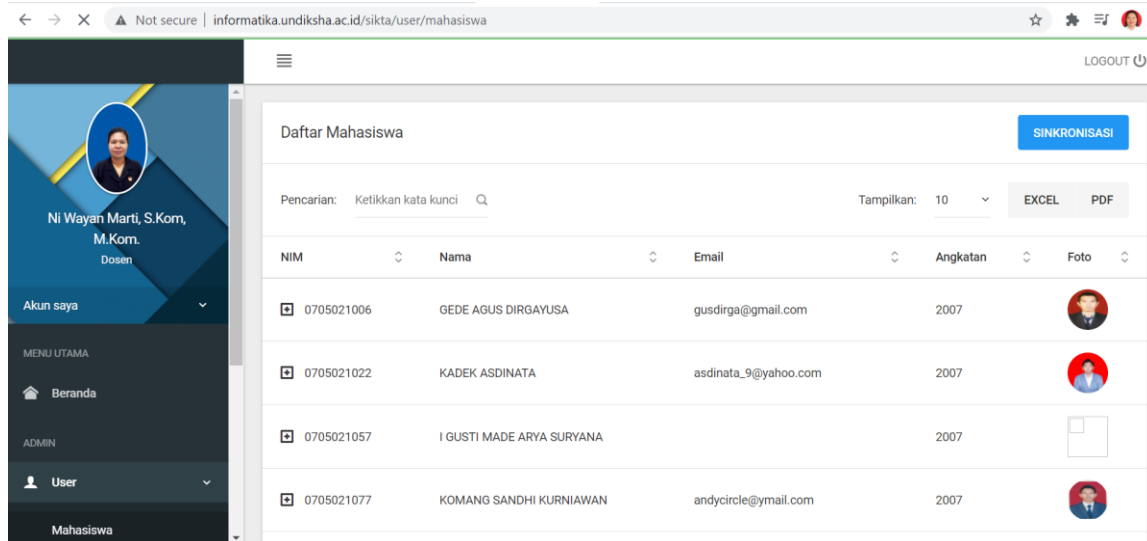 Not secure | informatika.undiksha.ac.id/sikta/user/mahasiswa
LOGOUT
Ni Wayan Marti, S.Kom,
M.Kom.
Dosen
Akun saya
MENU UTAMA
Beranda
ADMIN
User
Mahasiswa
Daftar Mahasiswa
SINKRONISASI
Pencarian: Ketikkan kata kunci Tampilkan: 10 EXCEL PDF
NIM Nama Email Angkatan Foto
0705021006 GEDE AGUS DIRGAYUSA gusdirga@gmail.com 2007
0705021022 KADEK ASDINATA asdinata_9@yahoo.com 2007
0705021057 I GUSTI MADE ARYA SURYANA 2007
0705021077 KOMANG SANDHI KURNIAWAN andycircle@ymail.com 2007